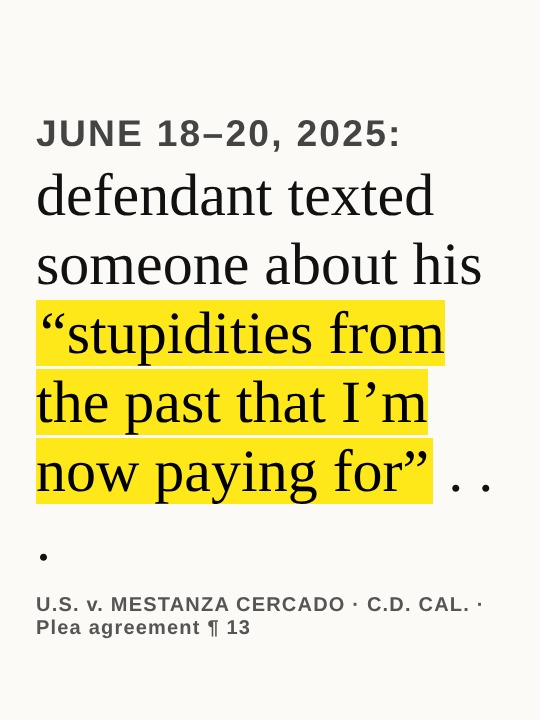 JUNE 18–20, 2025:
defendant texted
someone about his
“stupidities from
the past that I’m
now paying for” . .
.
U.S. v. MESTANZA CERCADO · C.D. CAL. ·
Plea agreement ¶ 13